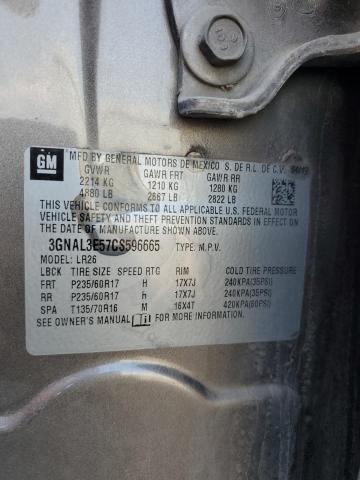 GM
MFD BY GENERAL MOTORS DE MEXICO S. DE R.L. DE C.V.
GVWR GAWR FRT GAWR RR
2214 KG 1210 KG 1280 KG
4880 LB 2667 LB 2822 LB
THIS VEHICLE CONFORMS TO ALL APPLICABLE U.S. FEDERAL MOTOR
VEHICLE SAFETY AND THEFT PREVENTION STANDARDS IN EFFECT ON
THE DATE OF MANUFACTURE SHOWN ABOVE.
3GNAL3E57CS596665 TYPE: M.P.V.
MODEL: LR26
LBCK TIRE SIZE SPEED RTG RIM COLD TIRE PRESSURE
FRT P235/60R17 H 17X7J 240KPA(35PSI)
RR P235/60R17 H 17X7J 240KPA(35PSI)
SPA T135/70R16 M 16X4T 420KPA(60PSI)
SEE OWNER'S MANUAL FOR MORE INFORMATION.